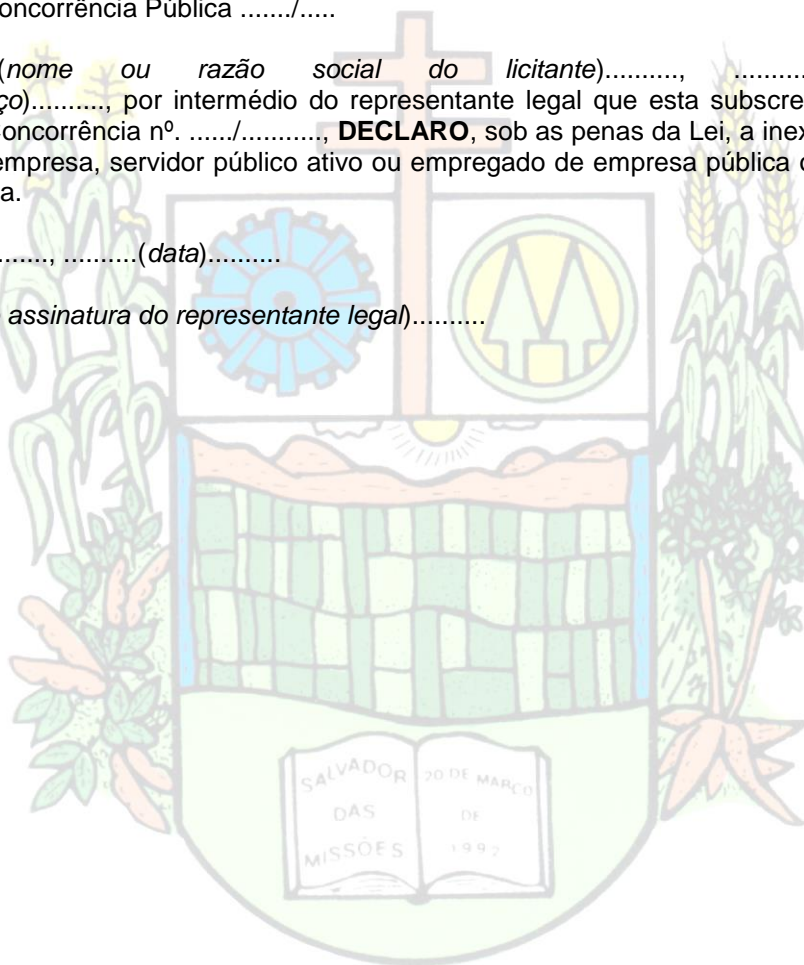 oncorrência Pública ......./.....
(nome ou razão social do licitante).........., ..........
ço).........., por intermédio do representante legal que esta subscre
Concorrência nº. ....../..........., DECLARO, sob as penas da Lei, a inex
empresa, servidor público ativo ou empregado de empresa pública
a.
......., ..........(data)..........
assinatura do representante legal)..........
SALVADOR
DAS
MISSÕES
20 DE MARÇO
DE
1992